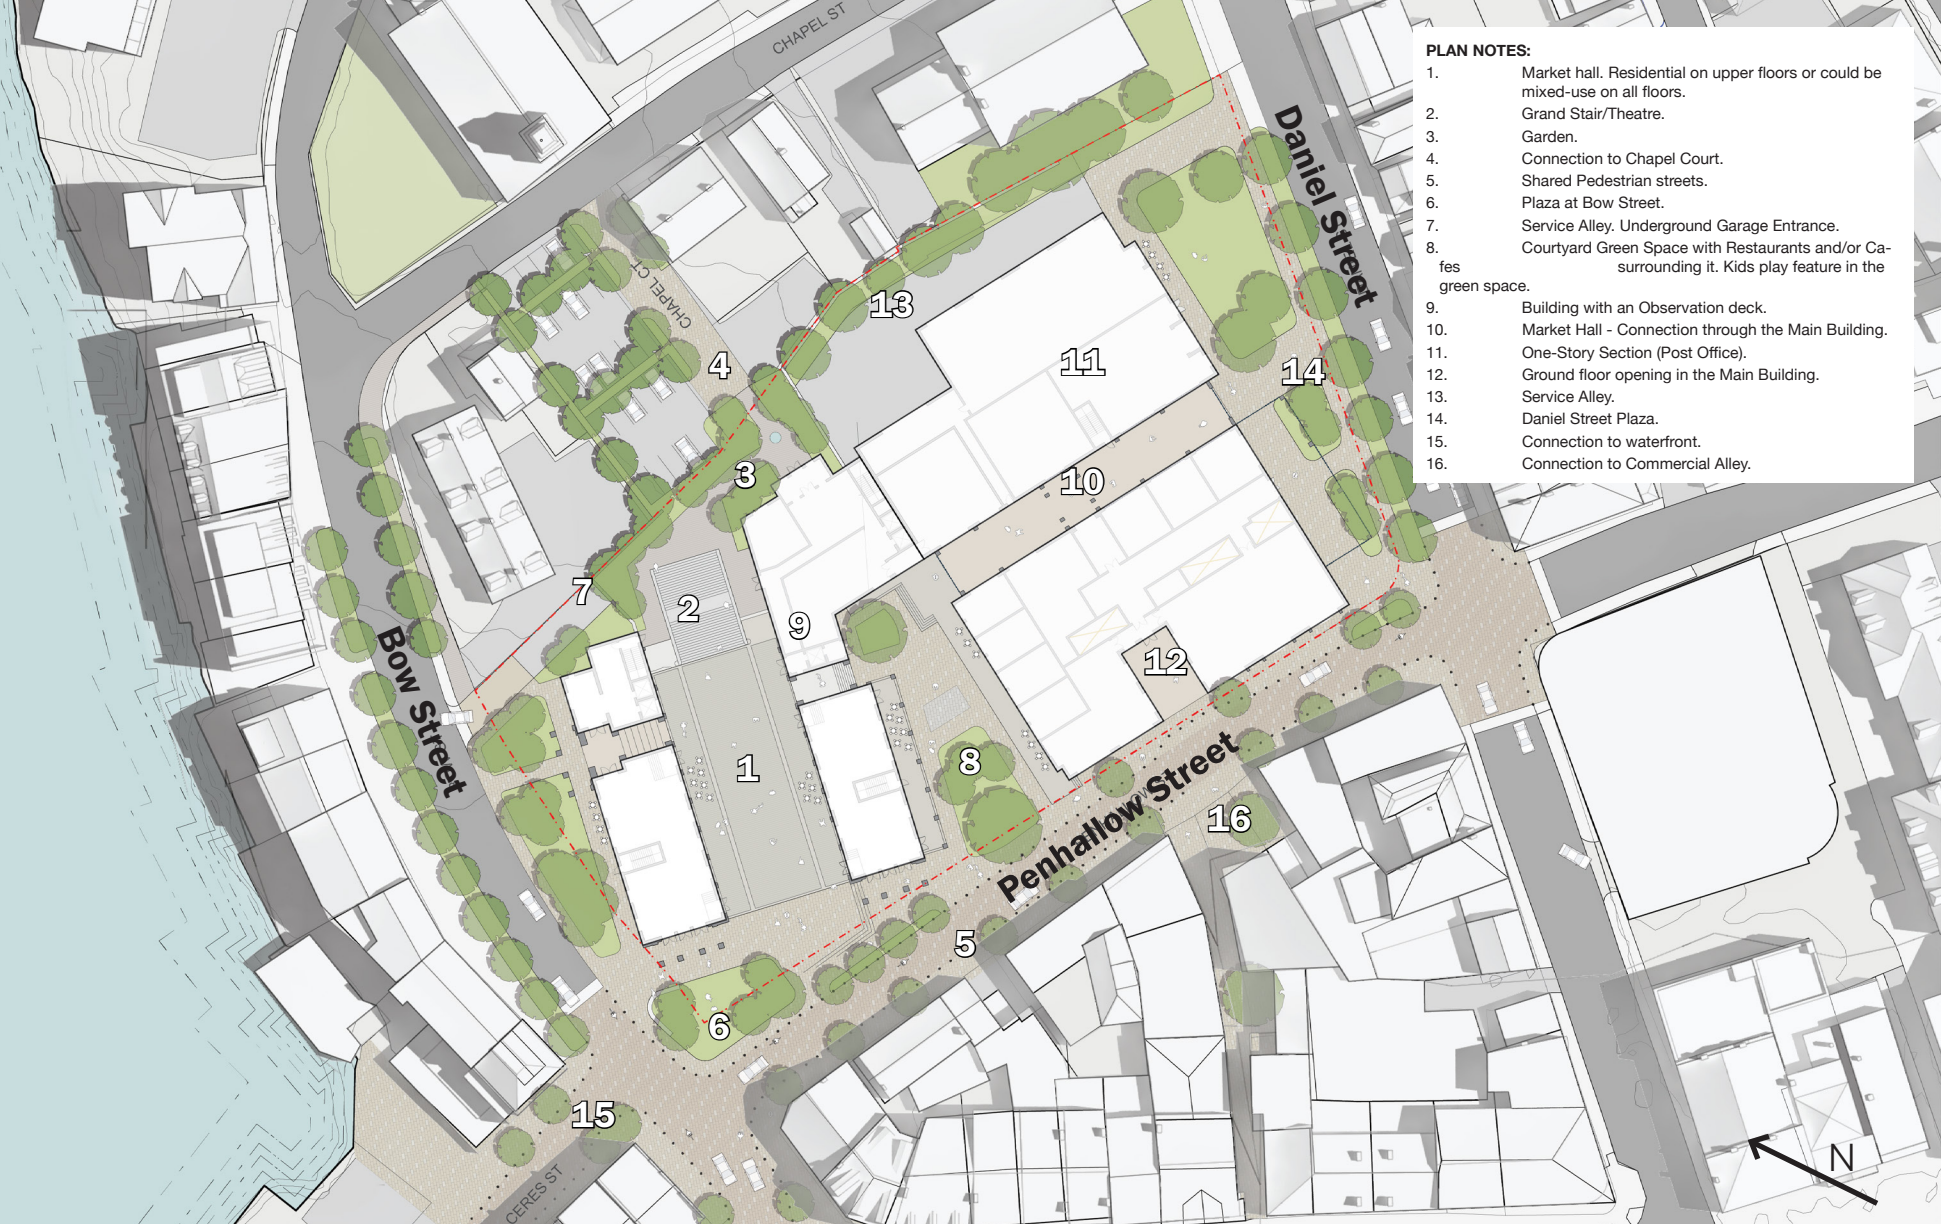 CHAPEL ST
PLAN NOTES:
1. Market hall. Residential on upper floors or could be
mixed-use on all floors.
2. Grand Stair/Theatre.
3. Garden.
4. Connection to Chapel Court.
5. Shared Pedestrian streets.
6. Plaza at Bow Street.
7. Service Alley. Underground Garage Entrance.
8. Courtyard Green Space with Restaurants and/or Ca-
fes surrounding it. Kids play feature in the
green space.
9. Building with an Observation deck.
10. Market Hall - Connection through the Main Building.
11. One-Story Section (Post Office).
12. Ground floor opening in the Main Building.
13. Service Alley.
14. Daniel Street Plaza.
15. Connection to waterfront.
16. Connection to Commercial Alley.
Daniel Street
CHAPEL CT
13
4
11
14
3
10
7
2
9
12
Bow Street
1
8
Penhallow Street
16
5
6
15
CERES ST
N